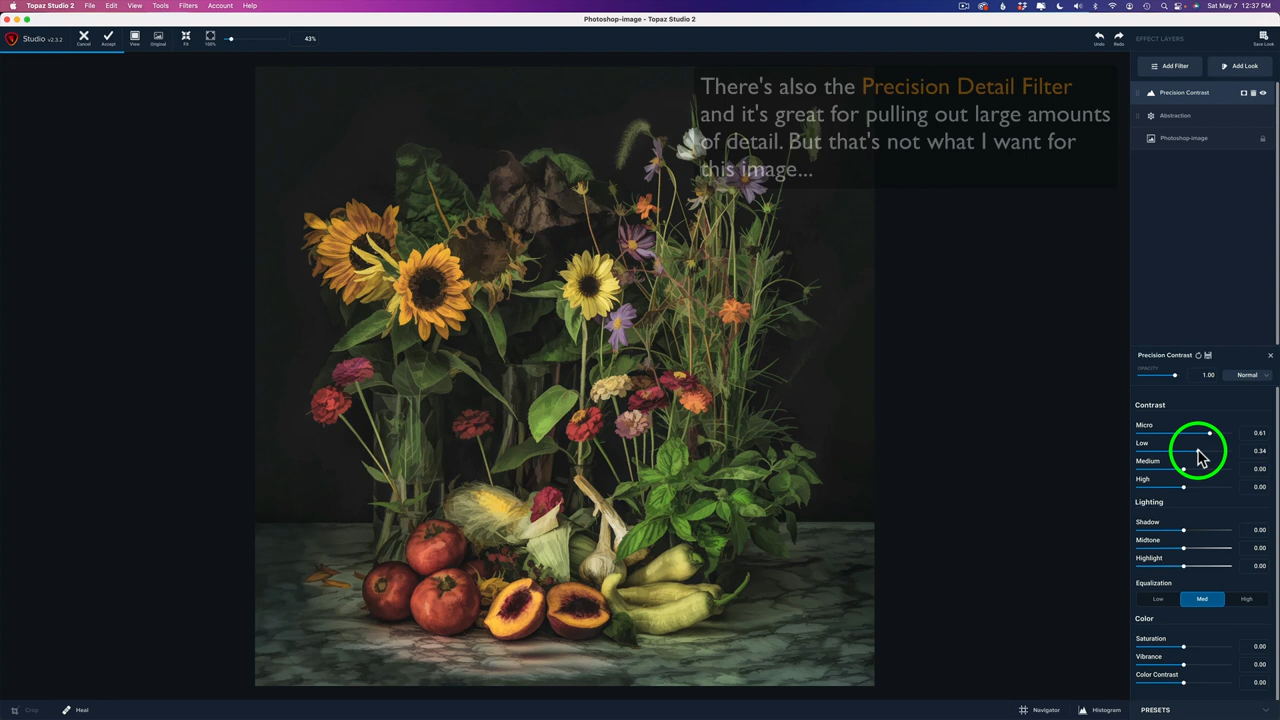 Topaz Studio 2 File Edit View Tools Filters Account Help
Sat May 7 12:37 PM
Photoshop-image - Topaz Studio 2
Studio v2.3.2
Cancel
Accept
View
Original
Fit
100%
43%
Undo
Redo
EFFECT LAYERS
Save Look
Add Filter
Add Look
There's also the Precision Detail Filter
and it's great for pulling out large amounts
of detail. But that's not what I want for
this image...
Precision Contrast
Abstraction
Photoshop-image
Precision Contrast
OPACITY
1.00
Normal
Contrast
Micro
0.61
Low
0.34
Medium
0.00
High
0.00
Lighting
Shadow
0.00
Midtone
0.00
Highlight
0.00
Equalization
Low Med High
Color
Saturation
0.00
Vibrance
0.00
Color Contrast
0.00
Crop
Heal
Navigator
Histogram
PRESETS